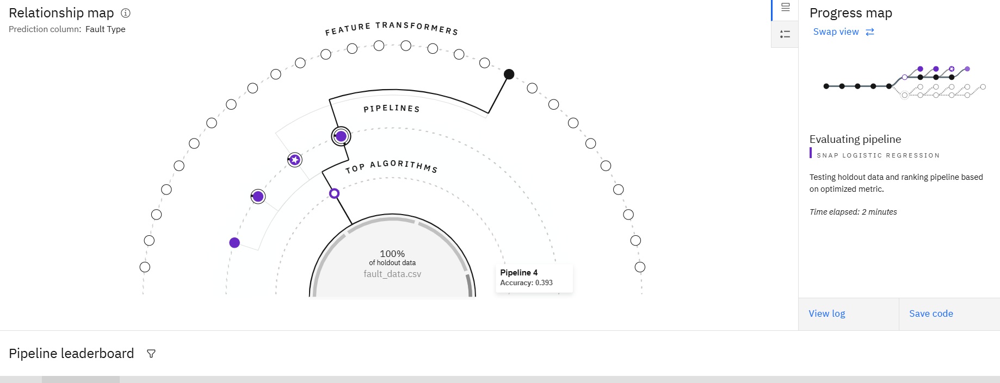 Relationship map
Prediction column: Fault Type
FEATURE TRANSFORMERS
PIPELINES
TOP ALGORITHMS
100%
of holdout data
fault_data.csv
Pipeline 4
Accuracy: 0.393
Progress map
Swap view
Evaluating pipeline
SNAP LOGISTIC REGRESSION
Testing holdout data and ranking pipeline based
on optimized metric.
Time elapsed: 2 minutes
View log
Save code
Pipeline leaderboard